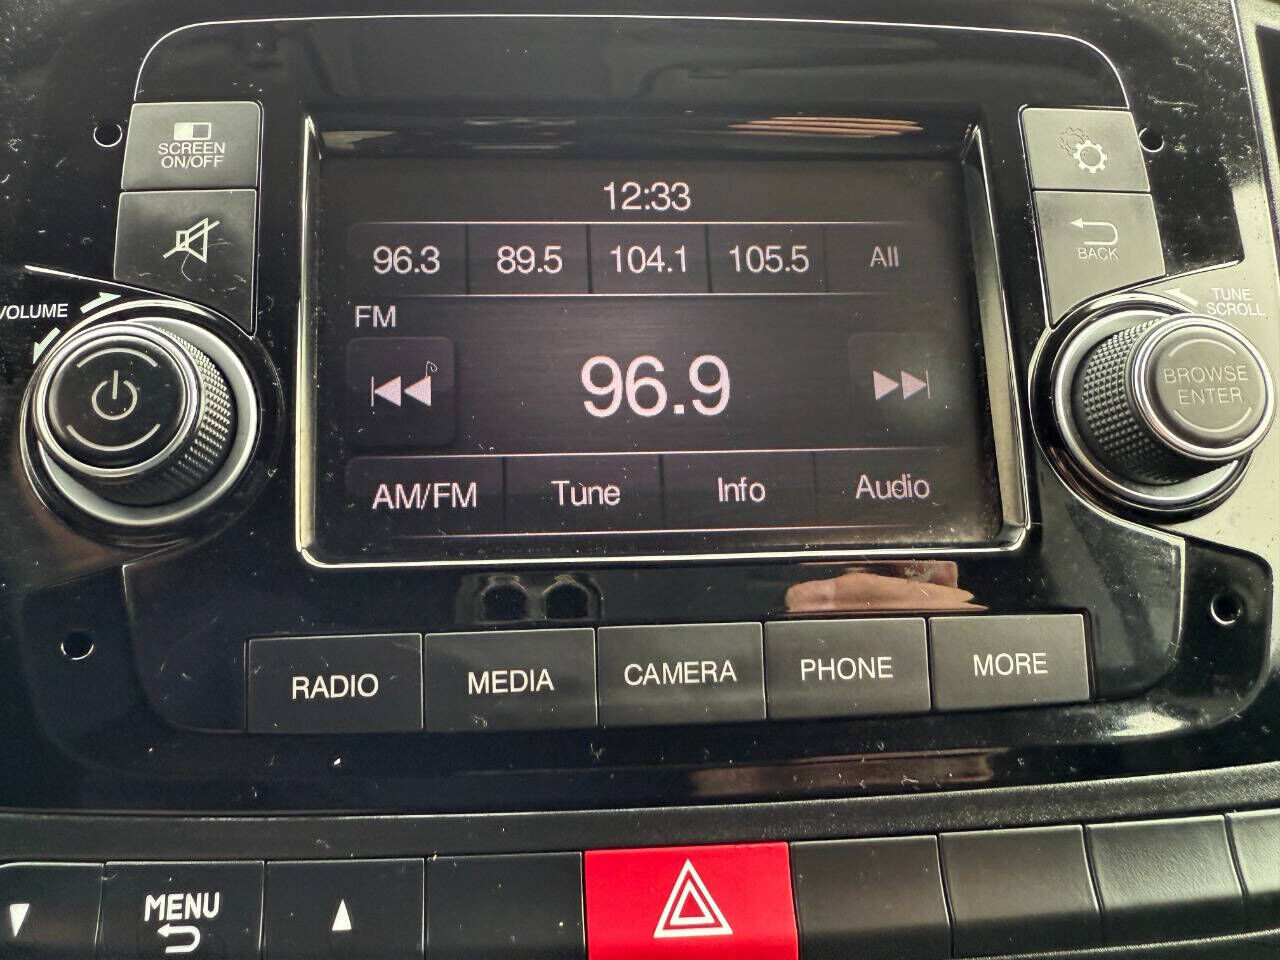 SCREEN
ON/OFF
12:33
96.3 89.5 104.1 105.5 All
BACK
VOLUME
TUNE
SCROLL
FM
96.9
BROWSE
ENTER
AM/FM Tune Info Audio
RADIO MEDIA CAMERA PHONE MORE
MENU